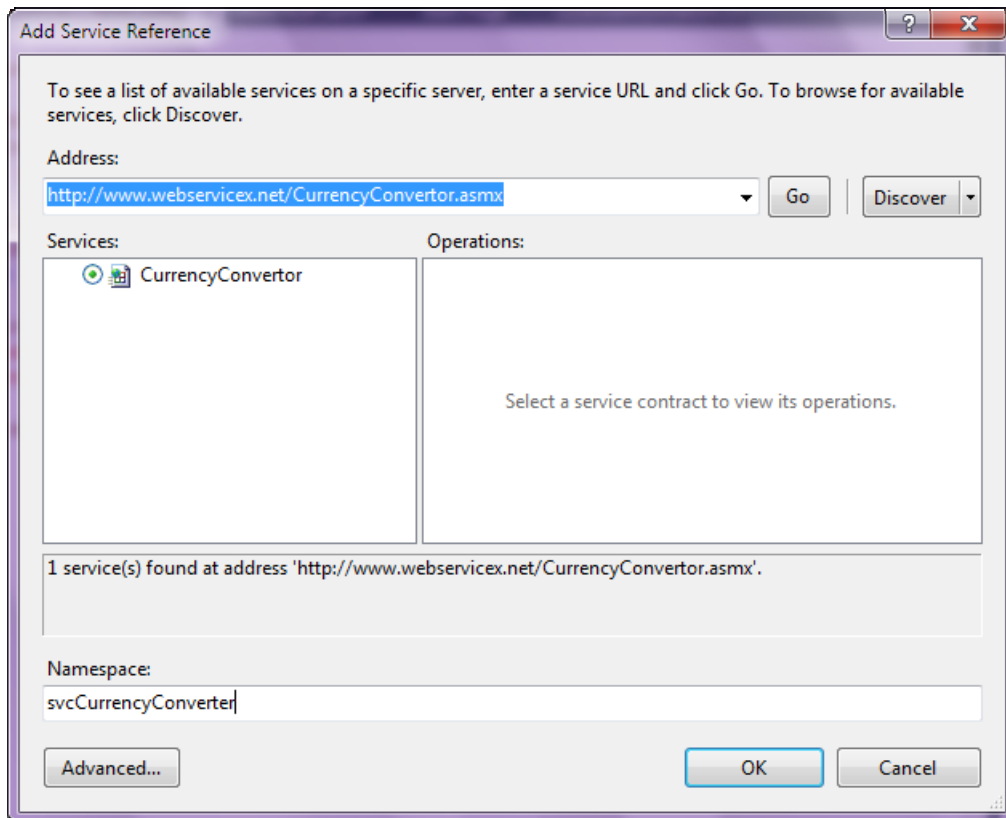 Add Service Reference
?
X
To see a list of available services on a specific server, enter a service URL and click Go. To browse for available
services, click Discover.
Address:
http://www.webservicex.net/CurrencyConvertor.asmx
Go
Discover
Services:
Operations:
CurrencyConvertor
Select a service contract to view its operations.
1 service(s) found at address 'http://www.webservicex.net/CurrencyConvertor.asmx'.
Namespace:
svcCurrencyConverter
Advanced...
OK
Cancel